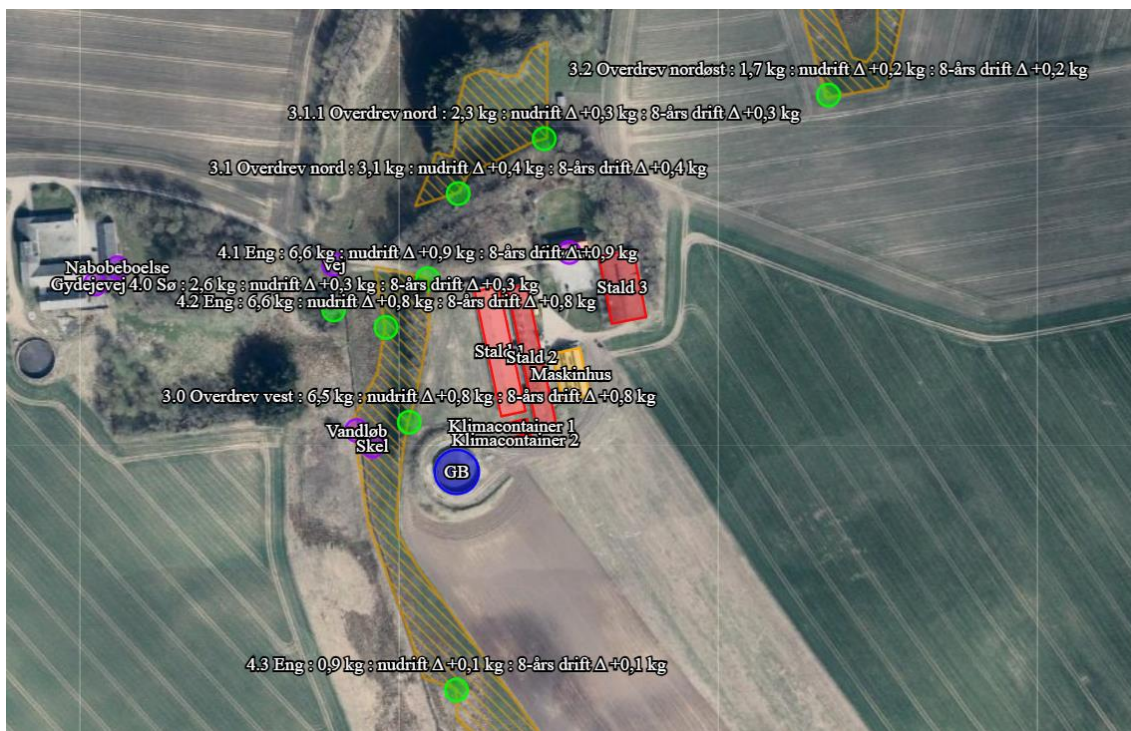 3.2 Overdrev nordøst : 1,7 kg : nudrift Δ +0,2 kg : 8-års drift Δ +0,2 kg
3.1.1 Overdrev nord : 2,3 kg : nudrift Δ +0,3 kg : 8-års drift Δ +0,3 kg
3.1 Overdrev nord : 3,1 kg : nudrift Δ +0,4 kg : 8-års drift Δ +0,4 kg
4.1 Eng : 6,6 kg : nudrift Δ +0,9 kg : 8-års drift Δ +0,9 kg
Vej
Nabobeboelse
Gydejevej 4.0 Sø : 2,6 kg : nudrift Δ +0,3 kg : 8-års drift Δ +0,3 kg
Stald 3
4.2 Eng : 6,6 kg : nudrift Δ +0,8 kg : 8-års drift Δ +0,8 kg
Stald 1
Stald 2
Maskinhus
3.0 Overdrev vest : 6,5 kg : nudrift Δ +0,8 kg : 8-års drift Δ +0,8 kg
Vandløb
Klimacontainer 1
Skel
Klimacontainer 2
GB
4.3 Eng : 0,9 kg : nudrift Δ +0,1 kg : 8-års drift Δ +0,1 kg